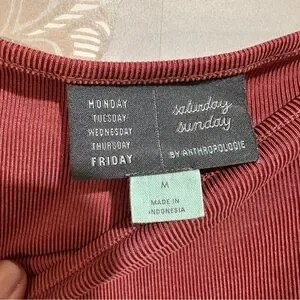 MONDAY
TUESDAY
WEDNESDAY
THURSDAY
FRIDAY
saturday
sunday
BY ANTHROPOLOGIE
M
MADE IN
INDONESIA